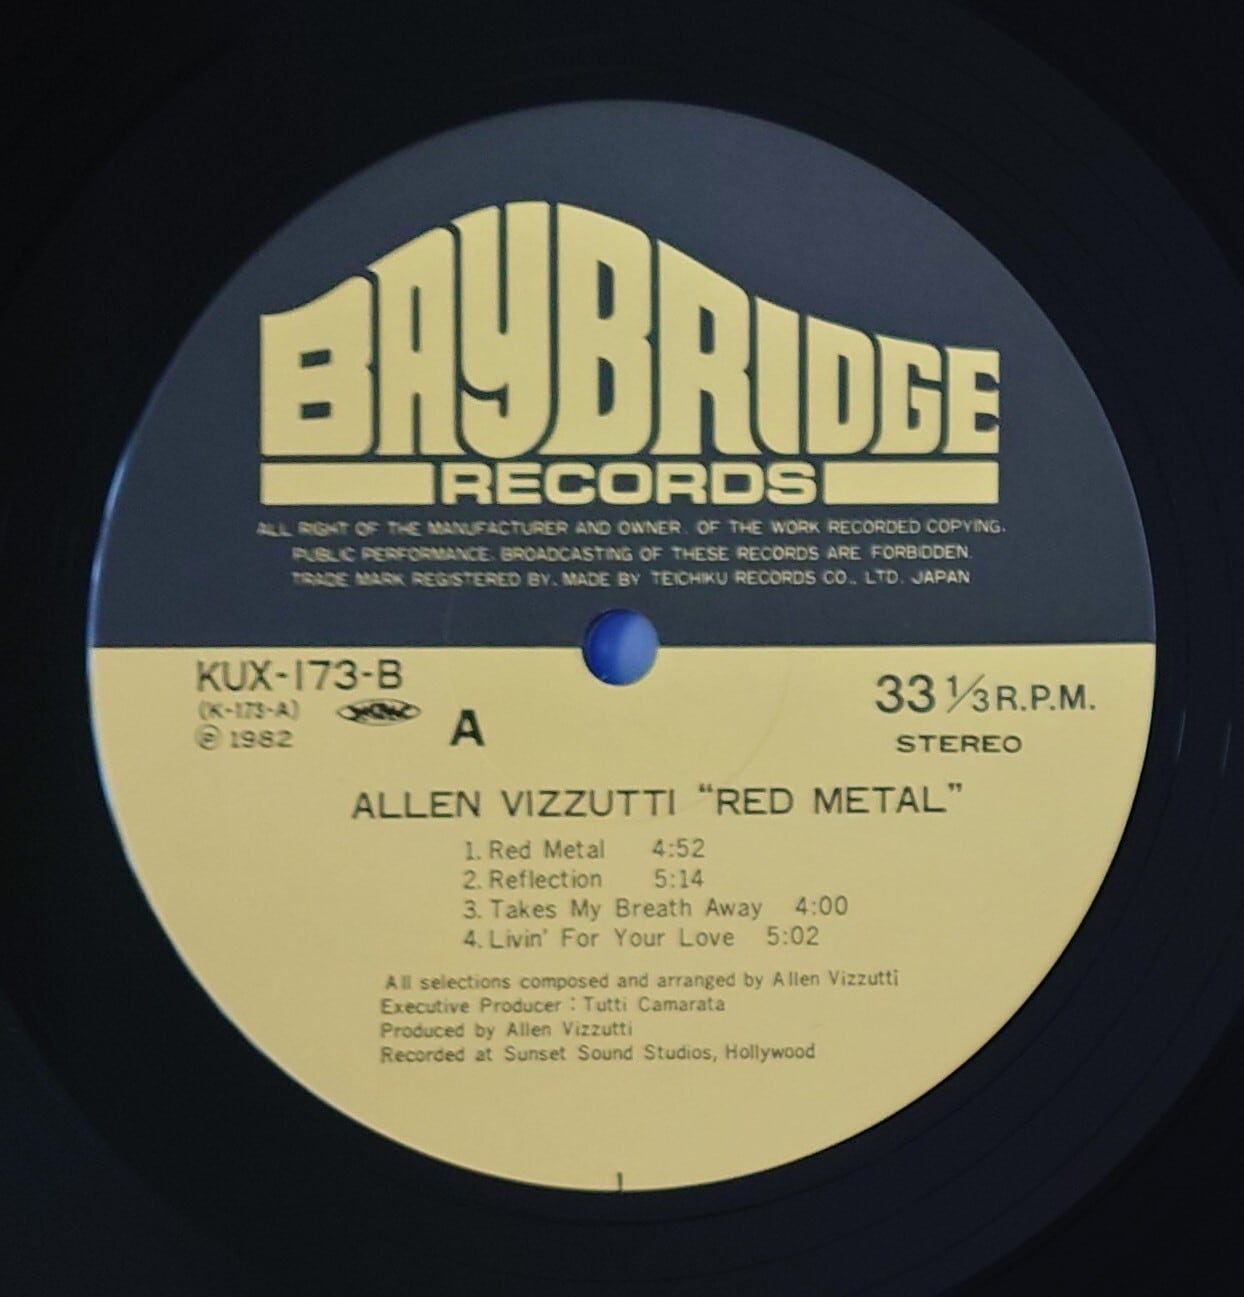 BAYBRIDGE
RECORDS
ALL RIGHT OF THE MANUFACTURER AND OWNER. OF THE WORK RECORDED COPYING.
PUBLIC PERFORMANCE. BROADCASTING OF THESE RECORDS ARE FORBIDDEN.
TRADE MARK REGISTERED BY. MADE BY TEICHIKU RECORDS CO., LTD. JAPAN
KUX-173-B
(K-173-A)
℗ 1982
A
33 1/3 R.P.M.
STEREO
ALLEN VIZZUTTI “RED METAL”
1. Red Metal 4:52
2. Reflection 5:14
3. Takes My Breath Away 4:00
4. Livin' For Your Love 5:02
All selections composed and arranged by Allen Vizzutti
Executive Producer : Tutti Camarata
Produced by Allen Vizzutti
Recorded at Sunset Sound Studios, Hollywood